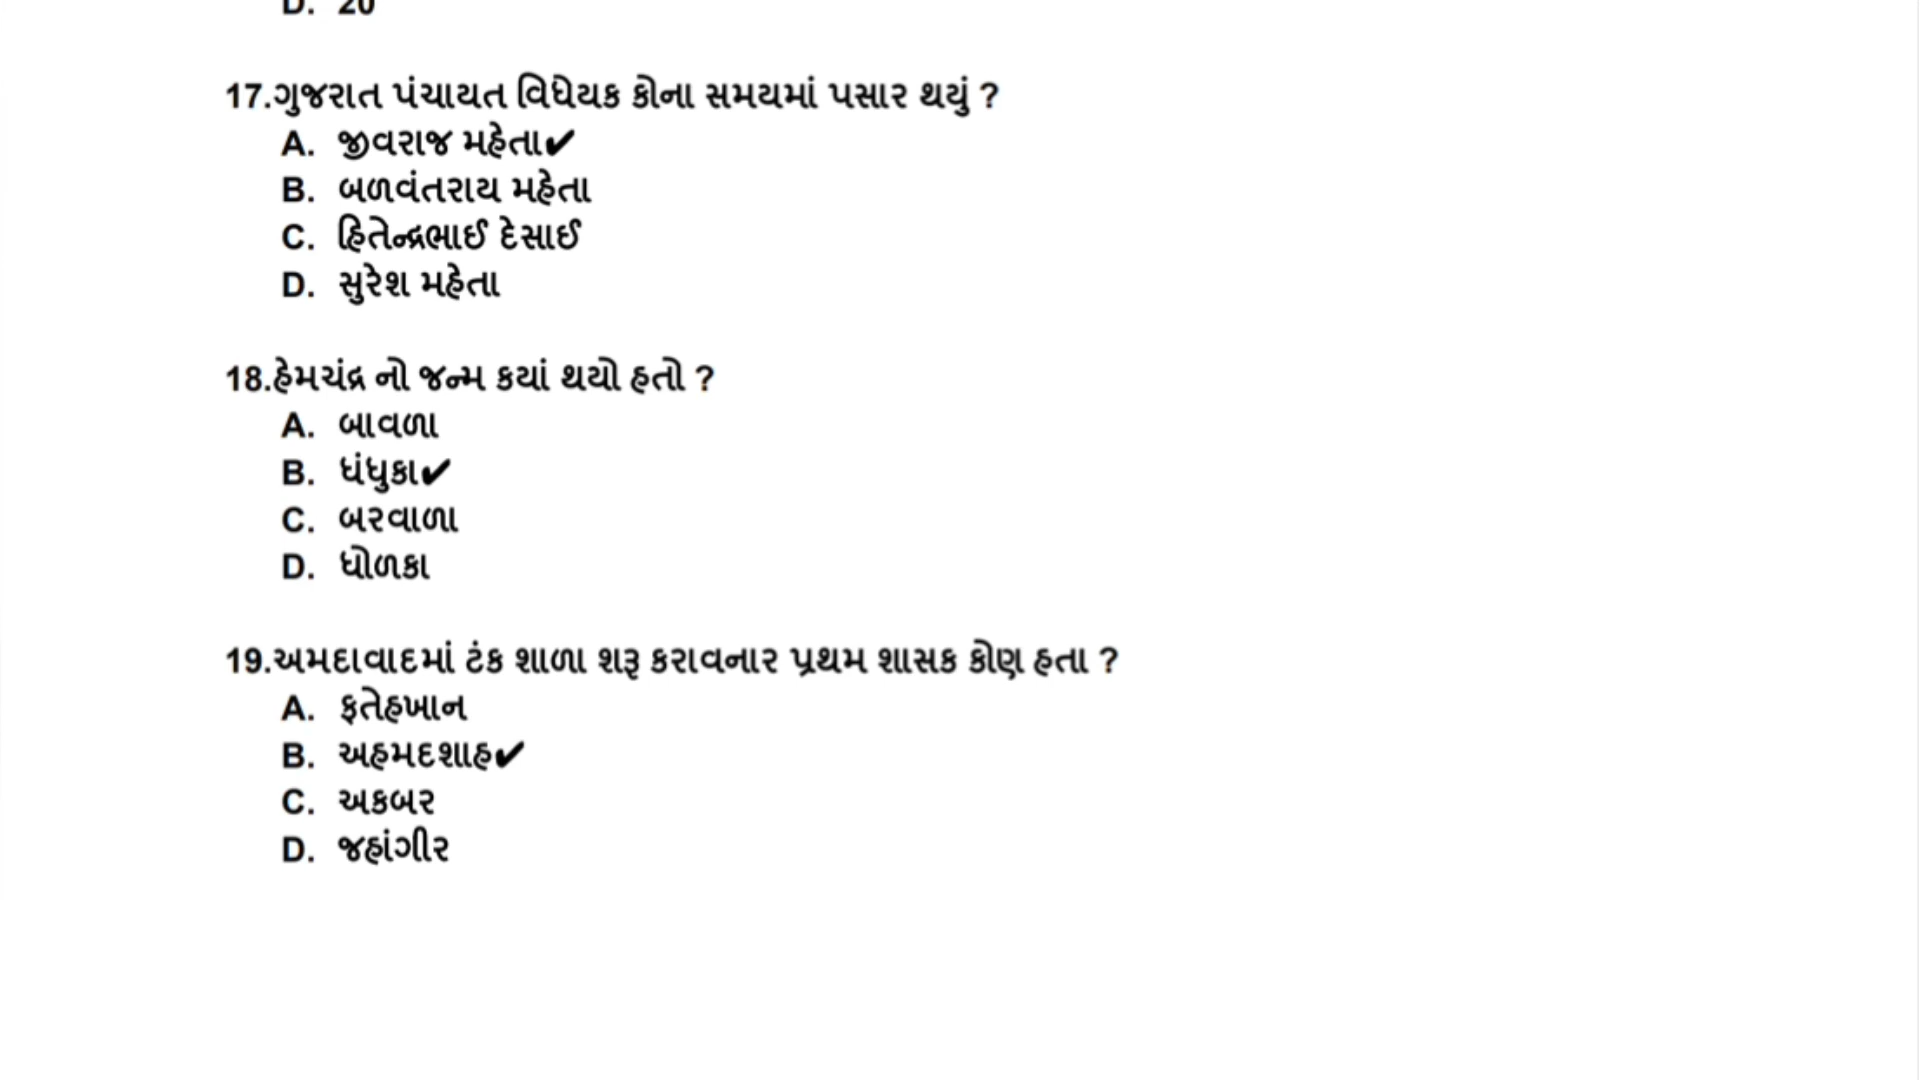 D. 20
17.ગુજરાત પંચાયત વિધેયક કોના સમયમાં પસાર થયું ?
A. જીવરાજ મહેતા✔
B. બળવંતરાય મહેતા
C. હિતેન્દ્રભાઈ દેસાઈ
D. સુરેશ મહેતા
18.હેમચંદ્ર નો જન્મ કયાં થયો હતો ?
A. બાવળા
B. ધંધુકા✔
C. બરવાળા
D. ધોળકા
19.અમદાવાદમાં ટંક શાળા શરૂ કરાવનાર પ્રથમ શાસક કોણ હતા ?
A. ફતેહખાન
B. અહમદશાહ✔
C. અકબર
D. જહાંગીર